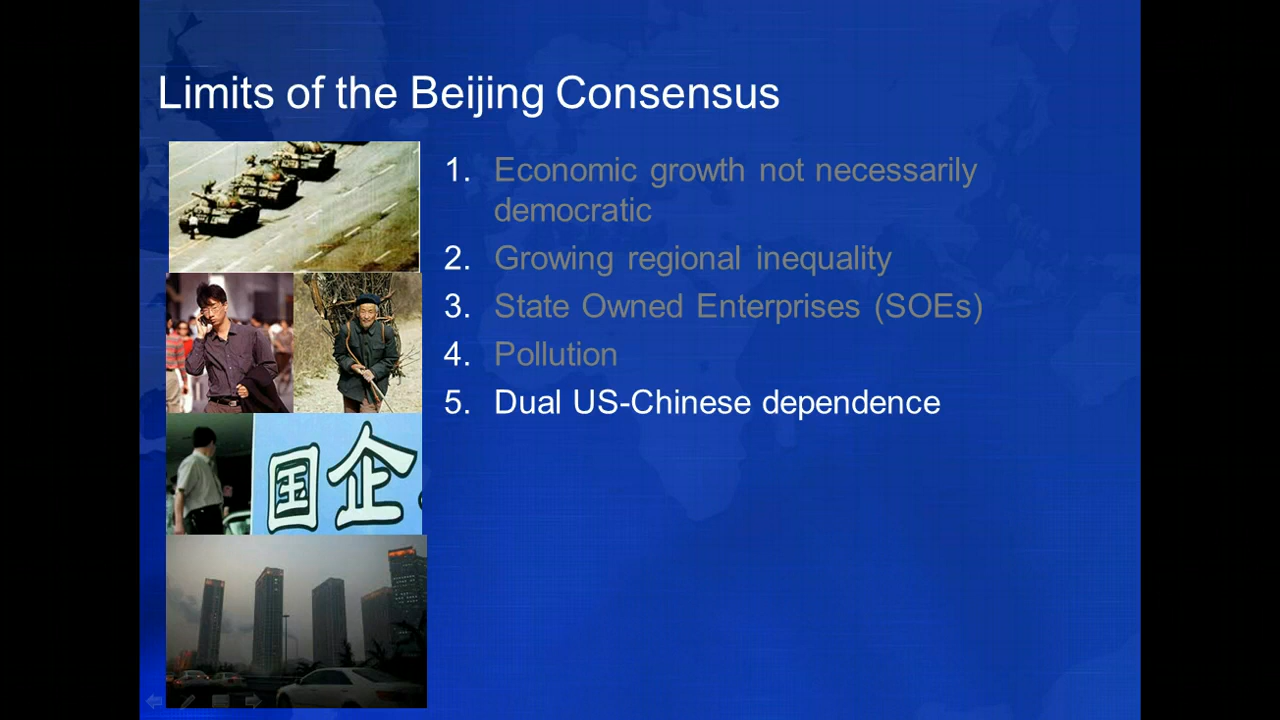 Limits of the Beijing Consensus
1. Economic growth not necessarily
democratic
2. Growing regional inequality
3. State Owned Enterprises (SOEs)
4. Pollution
5. Dual US-Chinese dependence
国企